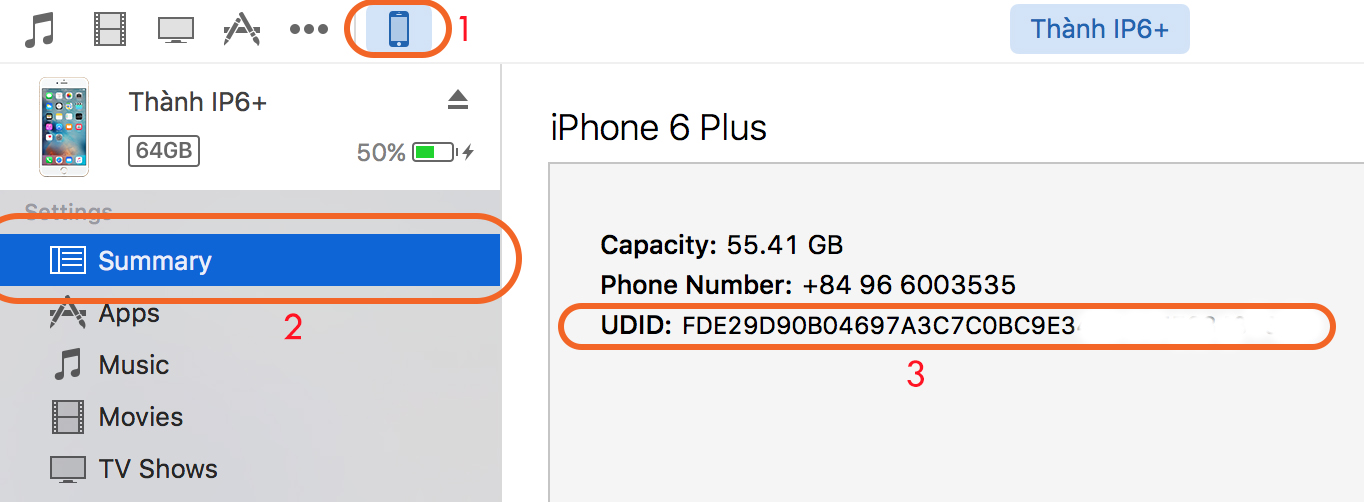 1
Thành IP6+
Thành IP6+
64GB
50%
iPhone 6 Plus
Settings
Summary
2
Apps
Music
Movies
TV Shows
Capacity: 55.41 GB
Phone Number: +84 96 6003535
UDID: FDE29D90B04697A3C7C0BC9E3
3